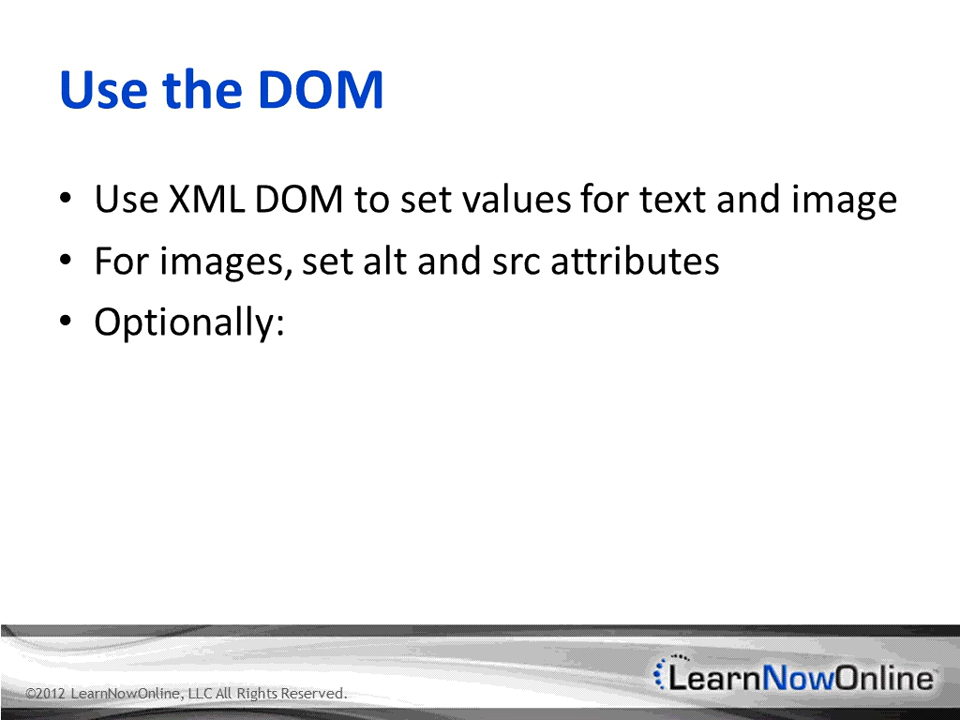 Use the DOM
• Use XML DOM to set values for text and image
• For images, set alt and src attributes
• Optionally:
©2012 LearnNowOnline, LLC All Rights Reserved.
LearnNowOnline